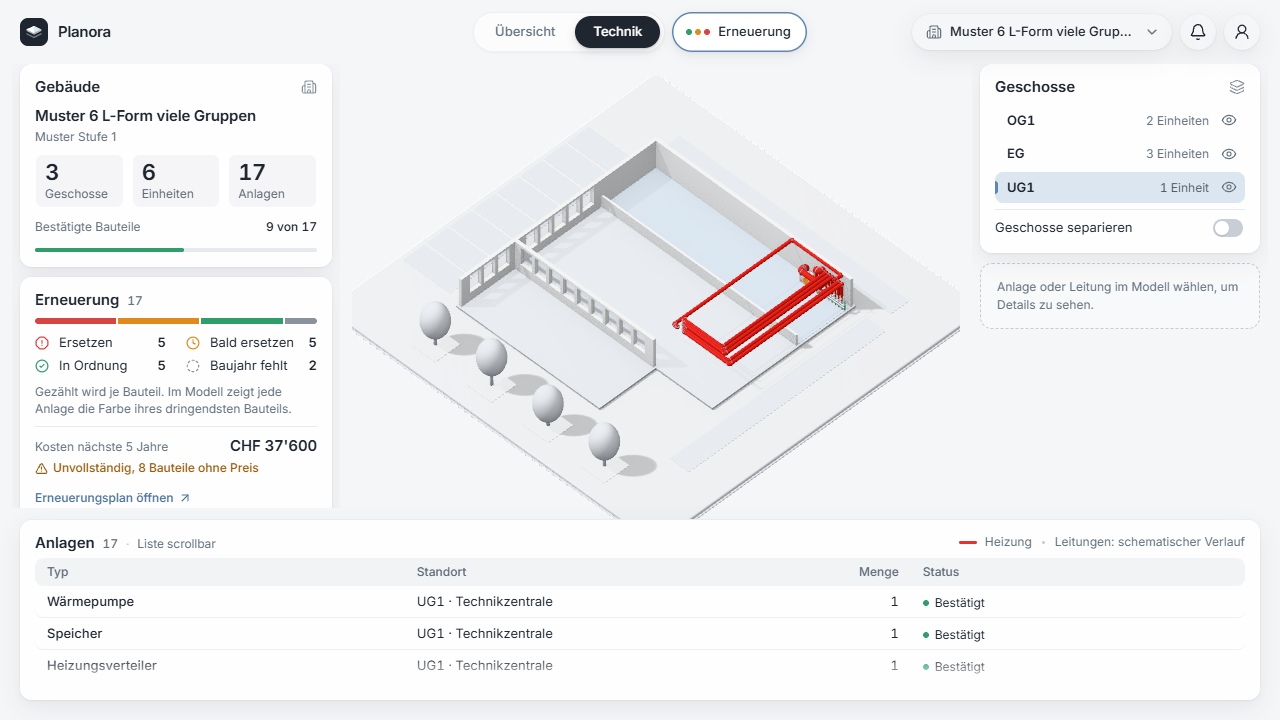 Planora
Übersicht
Technik
Erneuerung
Muster 6 L-Form viele Grup...
Gebäude
Muster 6 L-Form viele Gruppen
Muster Stufe 1
3
Geschosse
6
Einheiten
17
Anlagen
Bestätigte Bauteile
9 von 17
Erneuerung 17
Ersetzen 5
Bald ersetzen 5
In Ordnung 5
Baujahr fehlt 2
Gezählt wird je Bauteil. Im Modell zeigt jede
Anlage die Farbe ihres dringendsten Bauteils.
Kosten nächste 5 Jahre CHF 37'600
Unvollständig, 8 Bauteile ohne Preis
Erneuerungsplan öffnen
Geschosse
OG1 2 Einheiten
EG 3 Einheiten
UG1 1 Einheit
Geschosse separieren
Anlage oder Leitung im Modell wählen, um
Details zu sehen.
Anlagen 17 · Liste scrollbar
Heizung · Leitungen: schematischer Verlauf
Typ Standort Menge Status
Wärmepumpe UG1 · Technikzentrale 1 Bestätigt
Speicher UG1 · Technikzentrale 1 Bestätigt
Heizungsverteiler UG1 · Technikzentrale 1 Bestätigt